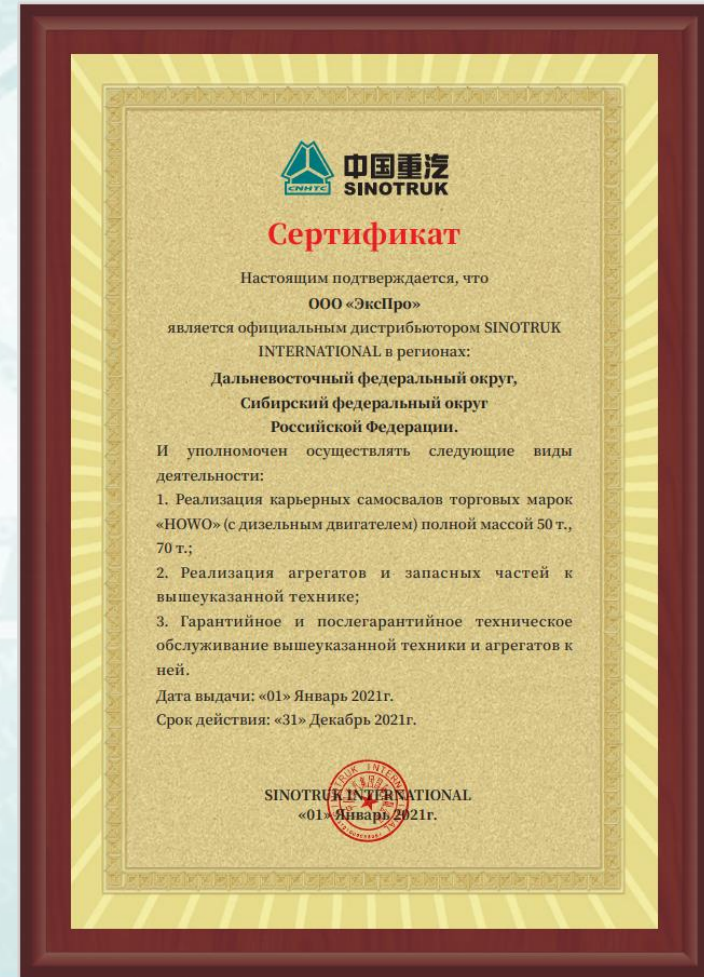 CNHTC
中国重汽
SINOTRUK
Сертификат
Настоящим подтверждается, что
ООО «ЭксПро»
является официальным дистрибьютором SINOTRUK
INTERNATIONAL в регионах:
Дальневосточный федеральный округ,
Сибирский федеральный округ
Российской Федерации.
И уполномочен осуществлять следующие виды
деятельности:
1. Реализация карьерных самосвалов торговых марок
«HOWO» (с дизельным двигателем) полной массой 50 т.,
70 т.;
2. Реализация агрегатов и запасных частей к
вышеуказанной технике;
3. Гарантийное и послегарантийное техническое
обслуживание вышеуказанной техники и агрегатов к
ней.
Дата выдачи: «01» Январь 2021г.
Срок действия: «31» Декабрь 2021г.
SINOTRUK INTERNATIONAL
«01» Январь 2021г.